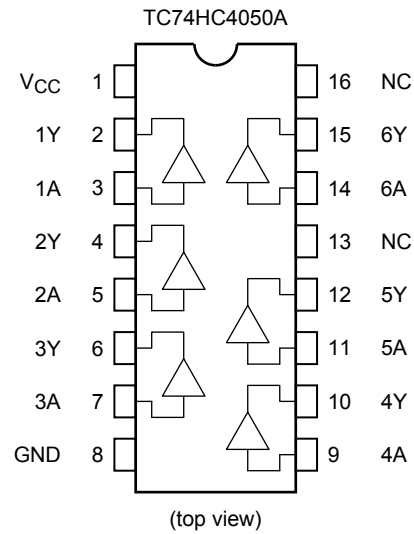 TC74HC4050A
VCC 1 16 NC
1Y 2 15 6Y
1A 3 14 6A
2Y 4 13 NC
2A 5 12 5Y
3Y 6 11 5A
3A 7 10 4Y
GND 8 9 4A
(top view)